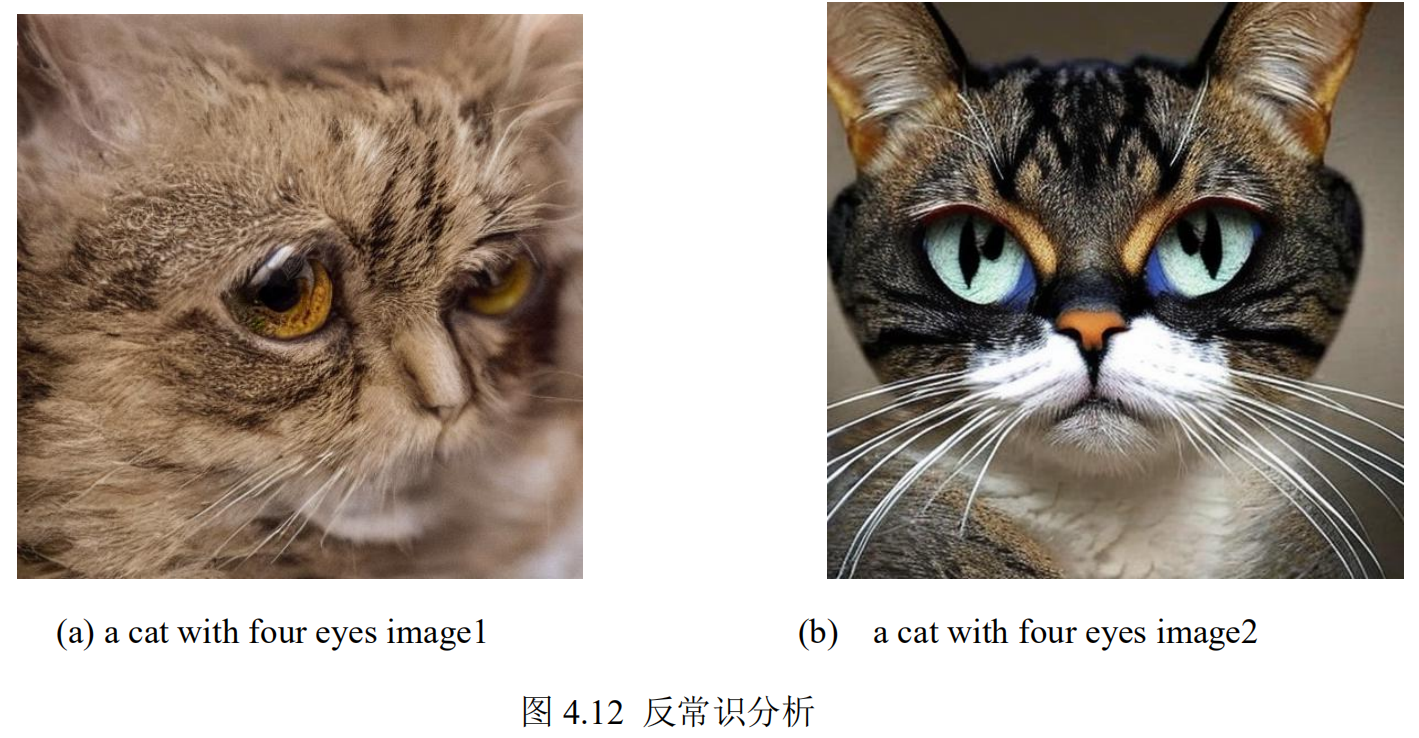 (a) a cat with four eyes image1
(b) a cat with four eyes image2
图 4.12 反常识分析